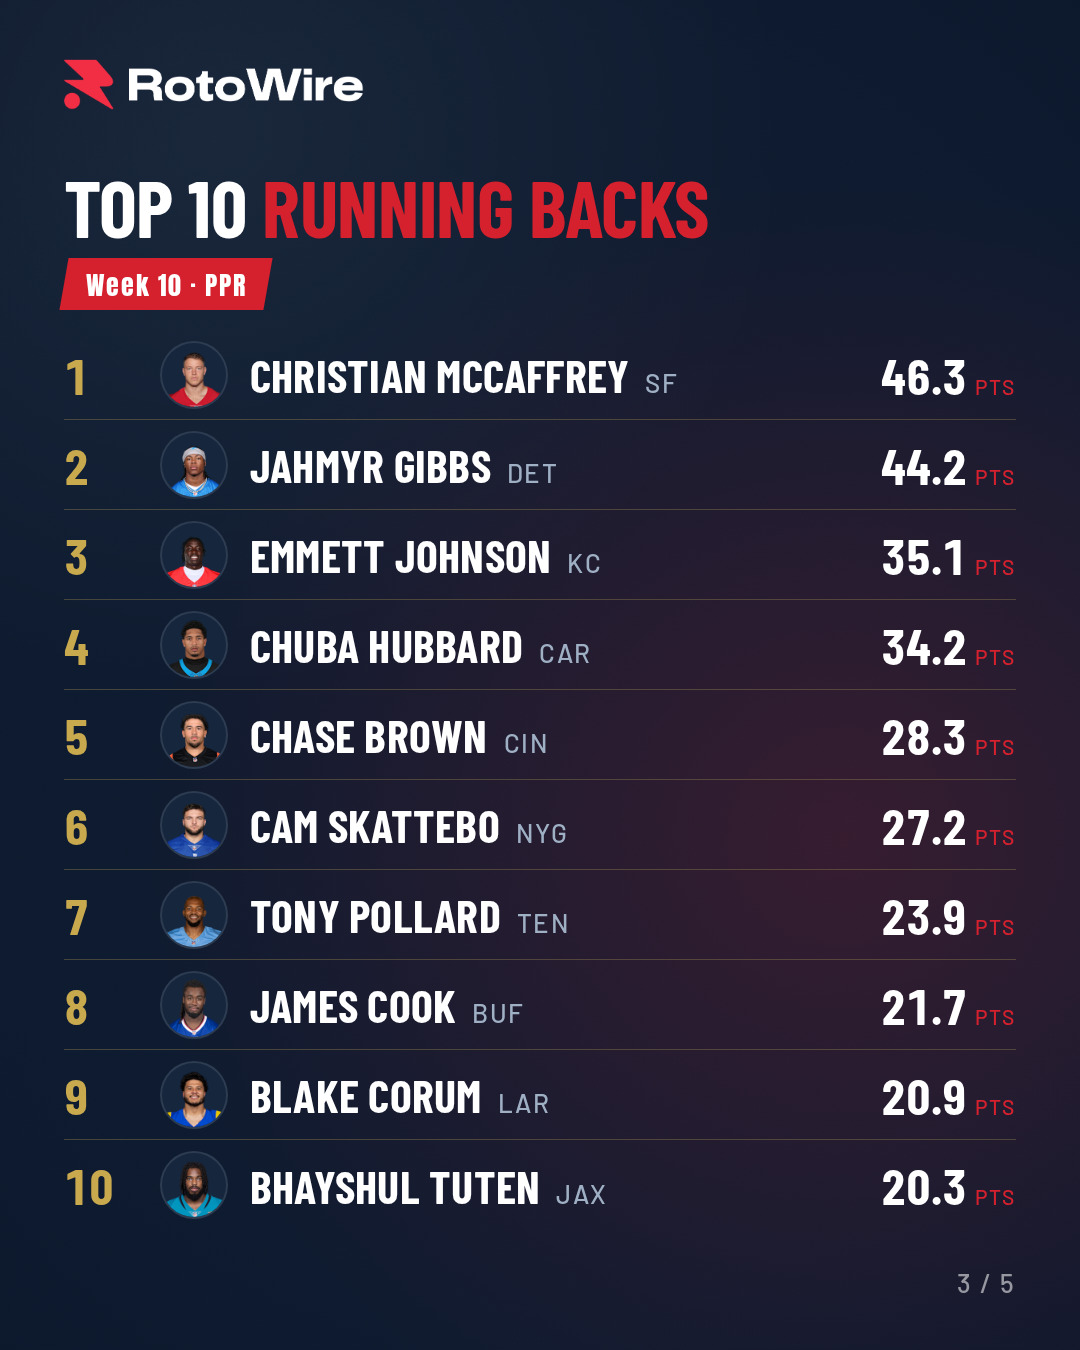 RotoWire
TOP 10 RUNNING BACKS
Week 10 · PPR
1 CHRISTIAN MCCAFFREY SF 46.3 PTS
2 JAHMYR GIBBS DET 44.2 PTS
3 EMMETT JOHNSON KC 35.1 PTS
4 CHUBA HUBBARD CAR 34.2 PTS
5 CHASE BROWN CIN 28.3 PTS
6 CAM SKATTEBO NYG 27.2 PTS
7 TONY POLLARD TEN 23.9 PTS
8 JAMES COOK BUF 21.7 PTS
9 BLAKE CORUM LAR 20.9 PTS
10 BHAYSHUL TUTEN JAX 20.3 PTS
3 / 5